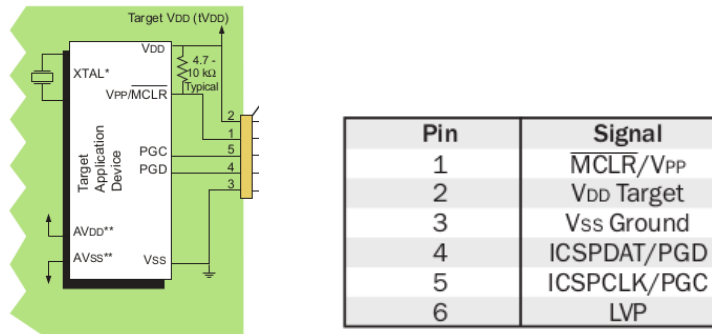 Target VDD (tVDD)
VDD
XTAL*
4.7 -
10 kΩ
Typical
VPP/MCLR
2
1
PGC
5
PGD
4
3
Target
Application
Device
AVDD**
AVSS**
VSS
Pin Signal
1 MCLR/VPP
2 VDD Target
3 VSS Ground
4 ICSPDAT/PGD
5 ICSPCLK/PGC
6 LVP